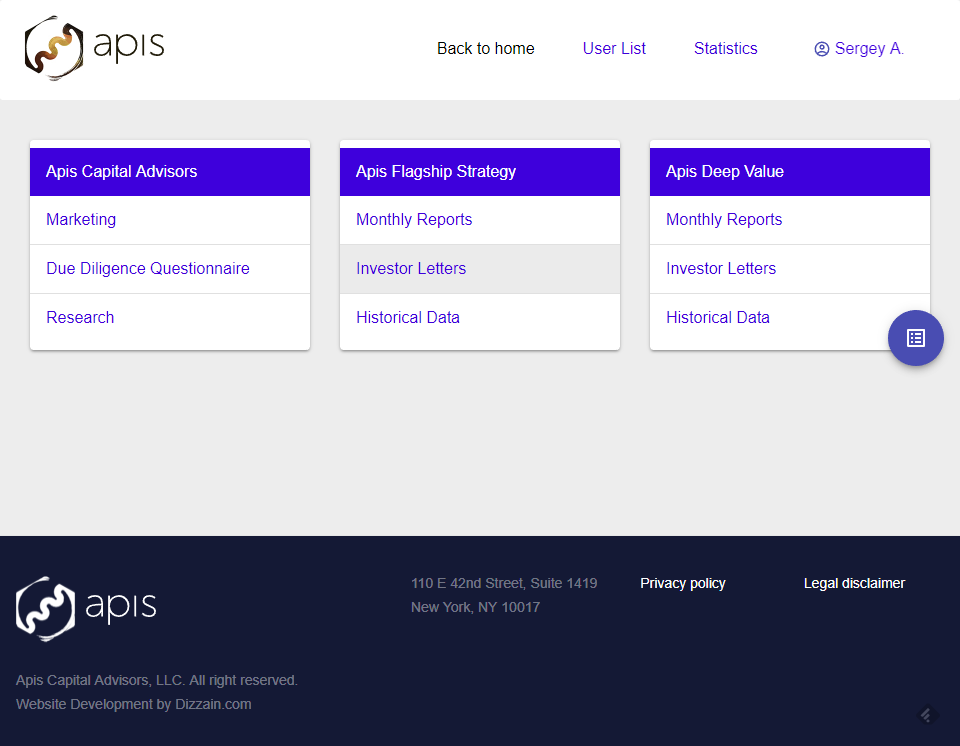 apis
Back to home
User List
Statistics
Sergey A.
Apis Capital Advisors
Marketing
Due Diligence Questionnaire
Research
Apis Flagship Strategy
Monthly Reports
Investor Letters
Historical Data
Apis Deep Value
Monthly Reports
Investor Letters
Historical Data
apis
110 E 42nd Street, Suite 1419
New York, NY 10017
Privacy policy
Legal disclaimer
Apis Capital Advisors, LLC. All right reserved.
Website Development by Dizzain.com